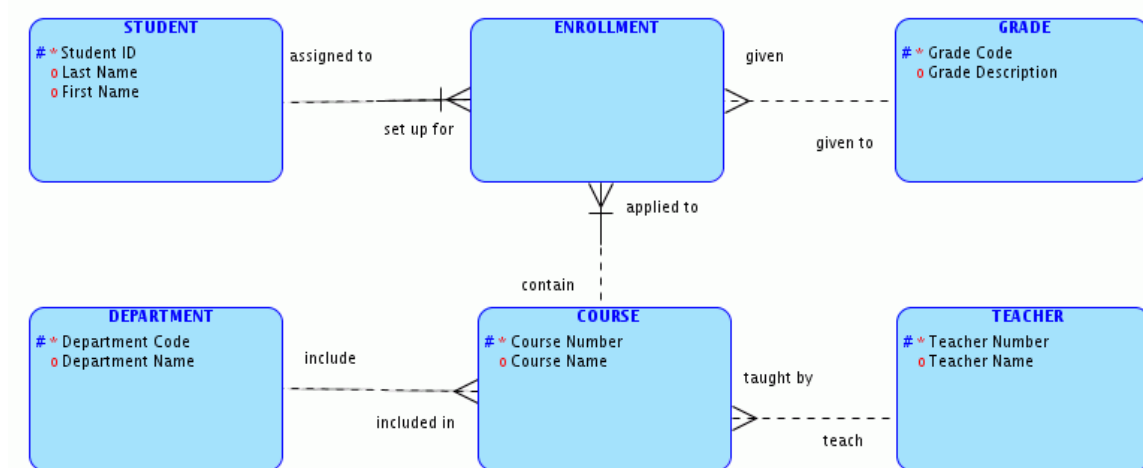 STUDENT
# * Student ID
o Last Name
o First Name
assigned to
set up for
ENROLLMENT
given
given to
GRADE
# * Grade Code
o Grade Description
applied to
contain
DEPARTMENT
# * Department Code
o Department Name
include
included in
COURSE
# * Course Number
o Course Name
taught by
teach
TEACHER
# * Teacher Number
o Teacher Name